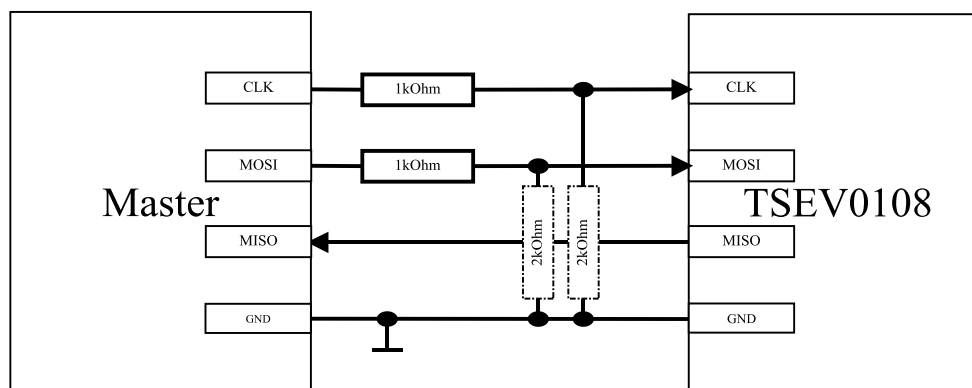 CLK
1kOhm
CLK
MOSI
1kOhm
MOSI
Master
TSEV0108
MISO
2kOhm
2kOhm
MISO
GND
GND